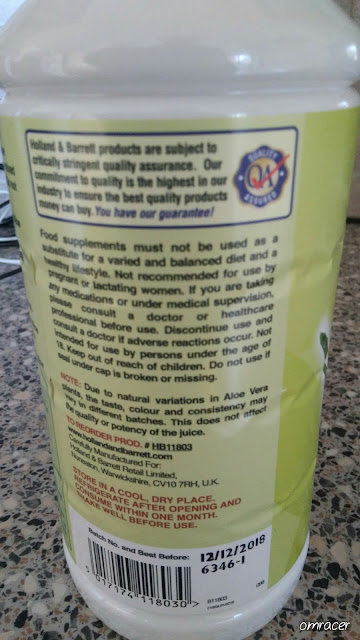 Holland & Barrett products are subject to
critically stringent quality assurance. Our
commitment to quality is the highest in our
industry to ensure the best quality products
money can buy. You have our guarantee!
QUALITY
QA
ASSURED
Food supplements must not be used as a
substitute for a varied and balanced diet and a
healthy lifestyle. Not recommended for use by
pregnant or lactating women. If you are taking
any medications or under medical supervision,
please consult a doctor or healthcare
professional before use. Discontinue use and
consult a doctor if adverse reactions occur. Not
intended for use by persons under the age of
18. Keep out of reach of children. Do not use if
seal under cap is broken or missing.
NOTE: Due to natural variations in Aloe Vera
plants, the taste, colour and consistency may
vary in different batches. This does not affect
the quality or potency of the juice.
TO REORDER PROD. # HB11803
www.hollandandbarrett.com
Carefully Manufactured For:
Holland & Barrett Retail Limited,
Nuneaton, Warwickshire, CV10 7RH, U.K.
STORE IN A COOL, DRY PLACE.
REFRIGERATE AFTER OPENING AND
CONSUME WITHIN ONE MONTH.
SHAKE WELL BEFORE USE.
Batch No. and Best Before: 12/12/2018
6346-1
5 017174 118030 >
B11803
omracer